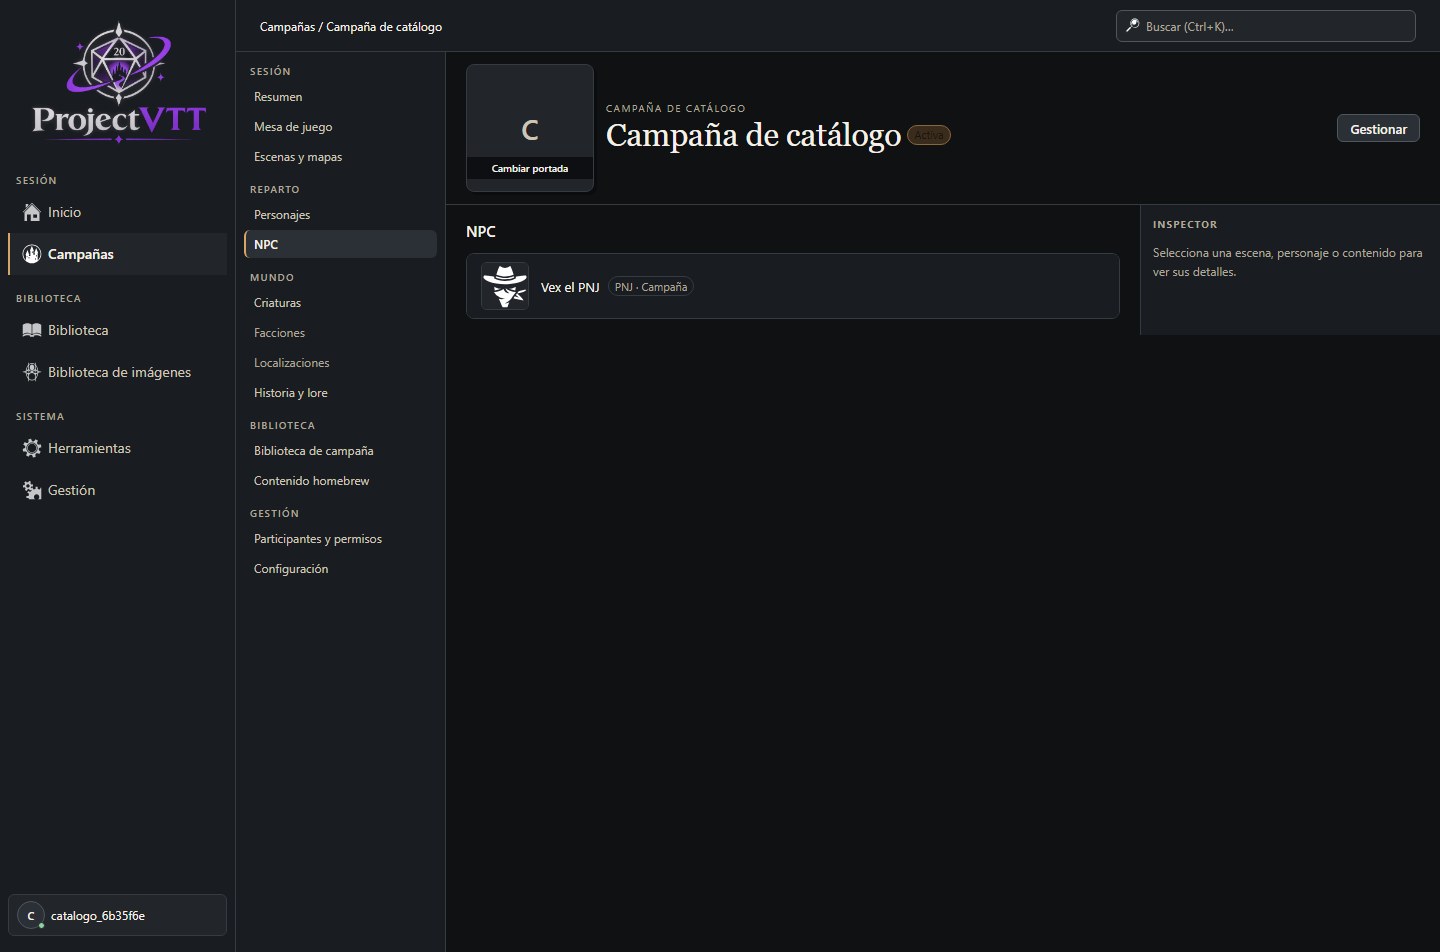 20
ProjectVTT
SESIÓN
Inicio
Campañas
BIBLIOTECA
Biblioteca
Biblioteca de imágenes
SISTEMA
Herramientas
Gestión
C
catalogo_6b35f6e
Campañas / Campaña de catálogo
Buscar (Ctrl+K)...
SESIÓN
Resumen
Mesa de juego
Escenas y mapas
REPARTO
Personajes
NPC
MUNDO
Criaturas
Facciones
Localizaciones
Historia y lore
BIBLIOTECA
Biblioteca de campaña
Contenido homebrew
GESTIÓN
Participantes y permisos
Configuración
C
Cambiar portada
CAMPAÑA DE CATÁLOGO
Campaña de catálogo
Activa
Gestionar
NPC
Vex el PNJ
PNJ · Campaña
INSPECTOR
Selecciona una escena, personaje o contenido para
ver sus detalles.